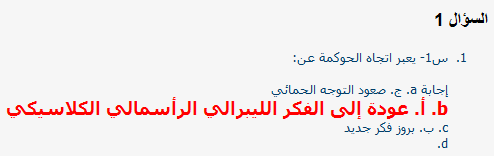 السؤال 1
1. س1- يعبر اتجاه الحوكمة عن:
إجابة a. ج. صعود التوجه الحمائي
b. أ. عودة إلى الفكر الليبرالي الرأسمالي الكلاسيكي
c. ب. بروز فكر جديد
d.